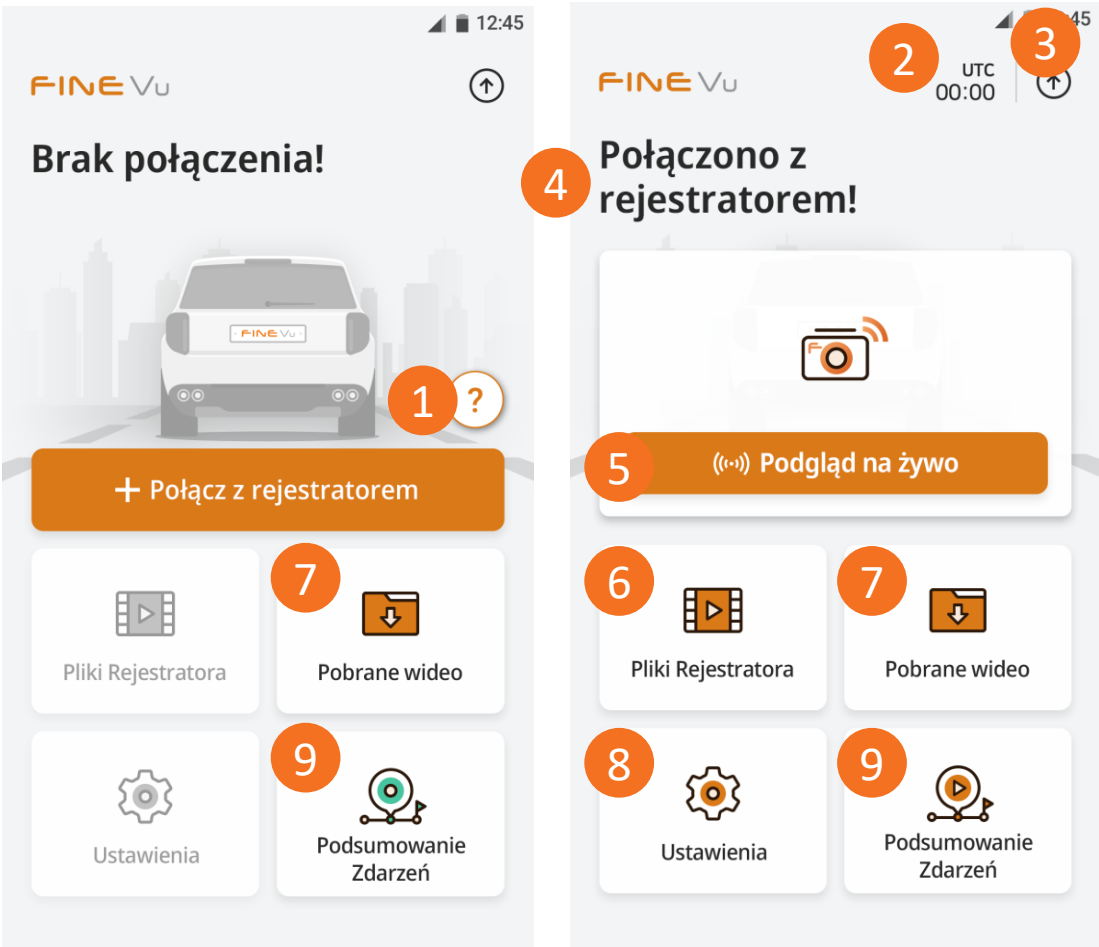 12:45
FINE Vu
Brak połączenia!
FINE Vu
1
?
+ Połącz z rejestratorem
Pliki Rejestratora
7
Pobrane wideo
Ustawienia
9
Podsumowanie
Zdarzeń
45
2
3
FINE Vu
UTC
00:00
4
Połączono z
rejestratorem!
F
5
Podgląd na żywo
6
Pliki Rejestratora
7
Pobrane wideo
8
Ustawienia
9
Podsumowanie
Zdarzeń